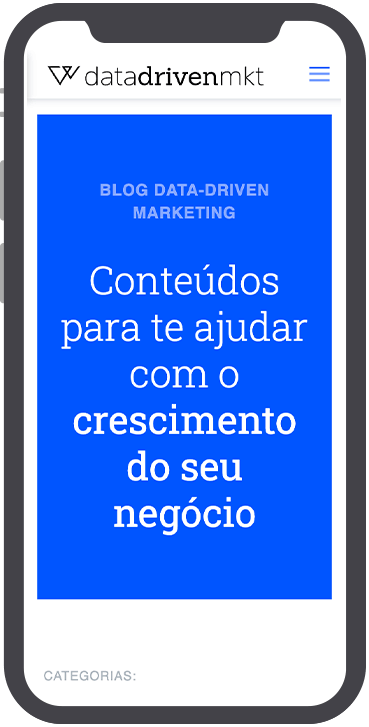 datadrivenmkt
BLOG DATA-DRIVEN
MARKETING
Conteúdos
para te ajudar
com o
crescimento
do seu
negócio
CATEGORIAS: